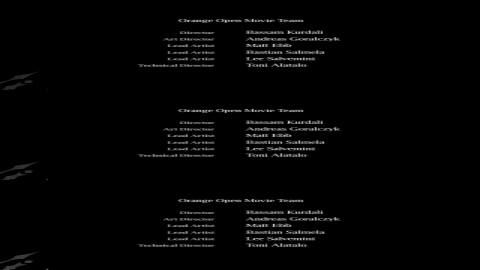 Orange Open Movie Team
Director Bassam Kurdali
Art Director Andreas Goralczyk
Lead Artist Matt Ebb
Lead Artist Bastian Salmela
Lead Artist Lee Salvemini
Technical Director Toni Alatalo
Orange Open Movie Team
Director Bassam Kurdali
Art Director Andreas Goralczyk
Lead Artist Matt Ebb
Lead Artist Bastian Salmela
Lead Artist Lee Salvemini
Technical Director Toni Alatalo
Orange Open Movie Team
Director Bassam Kurdali
Art Director Andreas Goralczyk
Lead Artist Matt Ebb
Lead Artist Bastian Salmela
Lead Artist Lee Salvemini
Technical Director Toni Alatalo